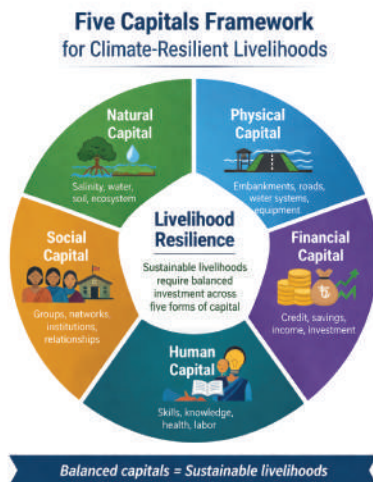 Five Capitals Framework
for Climate-Resilient Livelihoods
Natural
Capital
Salinity, water,
soil, ecosystem
Physical
Capital
Embankments, roads,
water systems,
equipment
Social
Capital
Groups, networks,
institutions,
relationships
Livelihood
Resilience
Sustainable livelihoods
require balanced
investment across
five forms of capital
Financial
Capital
৳
Credit, savings,
income, investment
Human
Capital
Skills, knowledge,
health, labor
Balanced capitals = Sustainable livelihoods